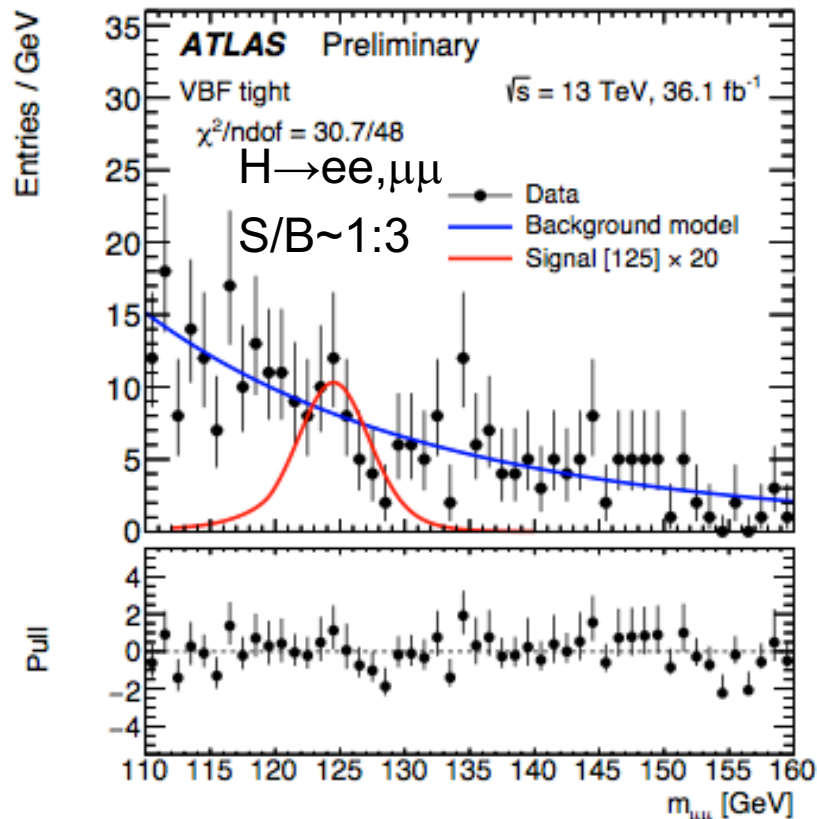 ATLAS Preliminary
VBF tight
√s = 13 TeV, 36.1 fb⁻¹
χ²/ndof = 30.7/48
H→ee,μμ
S/B~1:3
Data
Background model
Signal [125] × 20
Entries / GeV
35
30
25
20
15
10
5
0
Pull
4
2
0
−2
−4
110 115 120 125 130 135 140 145 150 155 160
mμμ [GeV]